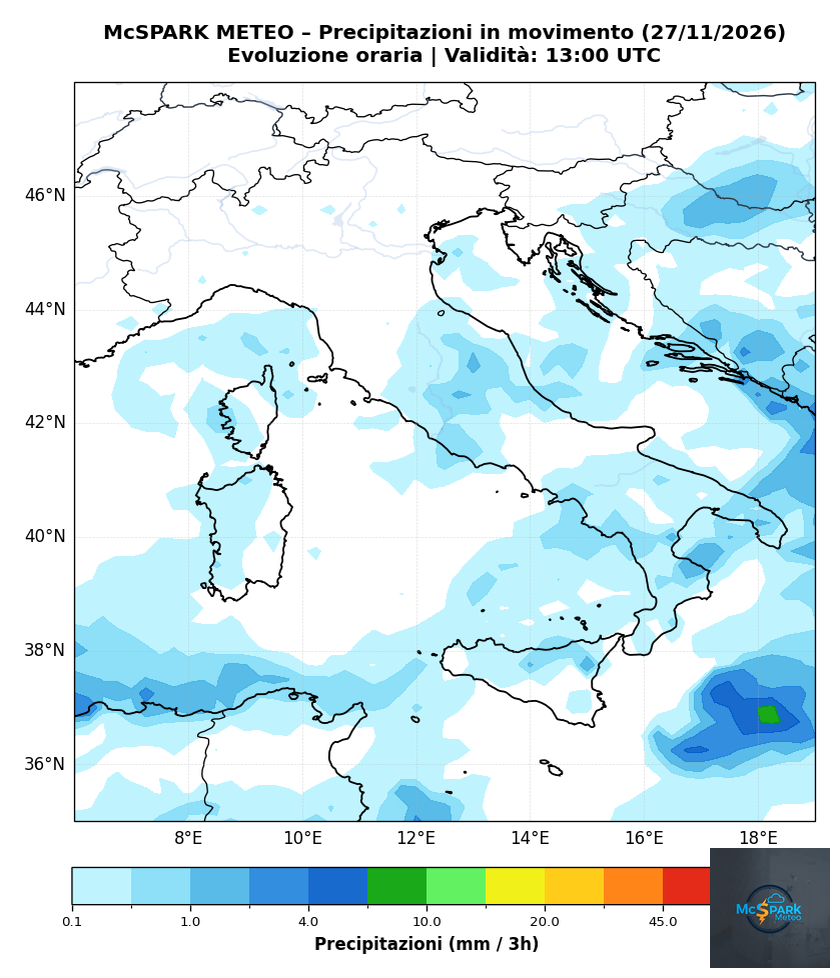 McSPARK METEO – Precipitazioni in movimento (27/11/2026)
Evoluzione oraria | Validità: 13:00 UTC
46°N
44°N
42°N
40°N
38°N
36°N
8°E 10°E 12°E 14°E 16°E 18°E
0.1 1.0 4.0 10.0 20.0 45.0
Precipitazioni (mm / 3h)
McSPARK
Meteo